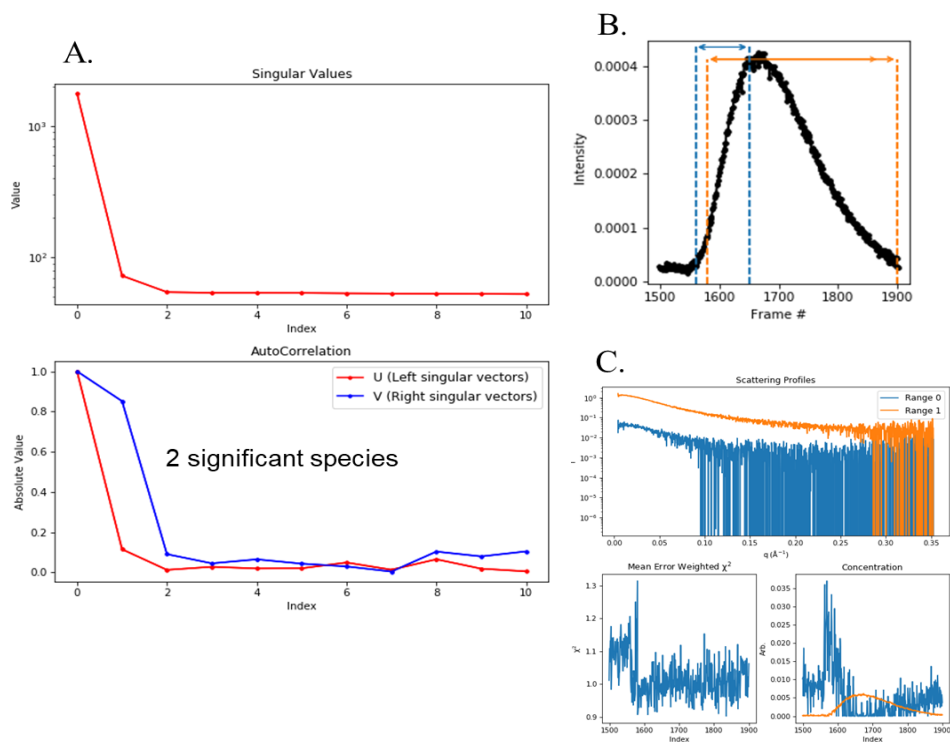 A.
Singular Values
Value
10³
10²
0 2 4 6 8 10
Index
AutoCorrelation
U (Left singular vectors)
V (Right singular vectors)
2 significant species
Absolute Value
1.0
0.8
0.6
0.4
0.2
0.0
0 2 4 6 8 10
Index
B.
Intensity
0.0004
0.0003
0.0002
0.0001
0.0000
1500 1600 1700 1800 1900
Frame #
C.
Scattering Profiles
Range 0
Range 1
I
10⁰
10⁻¹
10⁻²
10⁻³
10⁻⁴
10⁻⁵
10⁻⁶
0.00 0.05 0.10 0.15 0.20 0.25 0.30 0.35
q (Å⁻¹)
Mean Error Weighted χ²
χ²
1.3
1.2
1.1
1.0
0.9
1500 1600 1700 1800 1900
Index
Concentration
Arb.
0.035
0.030
0.025
0.020
0.015
0.010
0.005
0.000
1500 1600 1700 1800 1900
Index